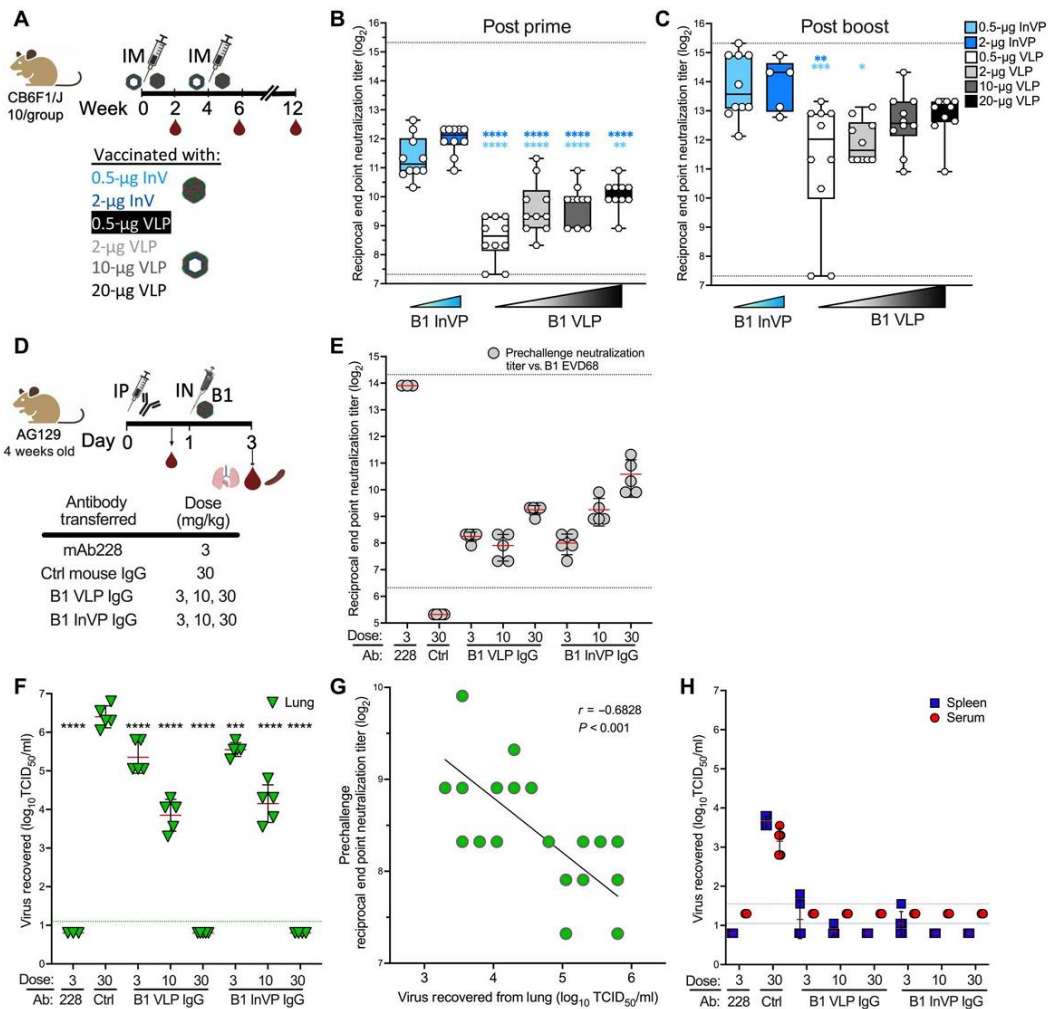 A
IM IM
CB6F1/J
10/group
Week 0 2 4 6 8 12
Vaccinated with:
0.5-µg InV
2-µg InV
0.5-µg VLP
2-µg VLP
10-µg VLP
20-µg VLP
B
Post prime
Reciprocal end point neutralization titer (log2)
16
15
14
13
12
11
10
9
8
7
**** **** **** ****
**** **** **** **
B1 InVP B1 VLP
C
Post boost
Reciprocal end point neutralization titer (log2)
16
15
14
13
12
11
10
9
8
7
**
*** *
B1 InVP B1 VLP
0.5-µg InVP
2-µg InVP
0.5-µg VLP
2-µg VLP
10-µg VLP
20-µg VLP
D
IP IN B1
AG129
4 weeks old
Day 0 1 3
Antibody transferred Dose (mg/kg)
mAb228 3
Ctrl mouse IgG 30
B1 VLP IgG 3, 10, 30
B1 InVP IgG 3, 10, 30
E
Prechallenge neutralization
titer vs. B1 EVD68
Reciprocal end point neutralization titer (log2)
15
14
13
12
11
10
9
8
7
6
5
Dose: 3 30 3 10 30 3 10 30
Ab: 228 Ctrl B1 VLP IgG B1 InVP IgG
F
Lung
Virus recovered (log10 TCID50/ml)
7
6
5
4
3
2
1
0
**** **** **** **** *** **** ****
Dose: 3 30 3 10 30 3 10 30
Ab: 228 Ctrl B1 VLP IgG B1 InVP IgG
G
r = -0.6828
P < 0.001
Prechallenge
reciprocal end point neutralization titer (log2)
10
9
8
7
3 4 5 6
Virus recovered from lung (log10 TCID50/ml)
H
Spleen
Serum
Virus recovered (log10 TCID50/ml)
7
6
5
4
3
2
1
0
Dose: 3 30 3 10 30 3 10 30
Ab: 228 Ctrl B1 VLP IgG B1 InVP IgG